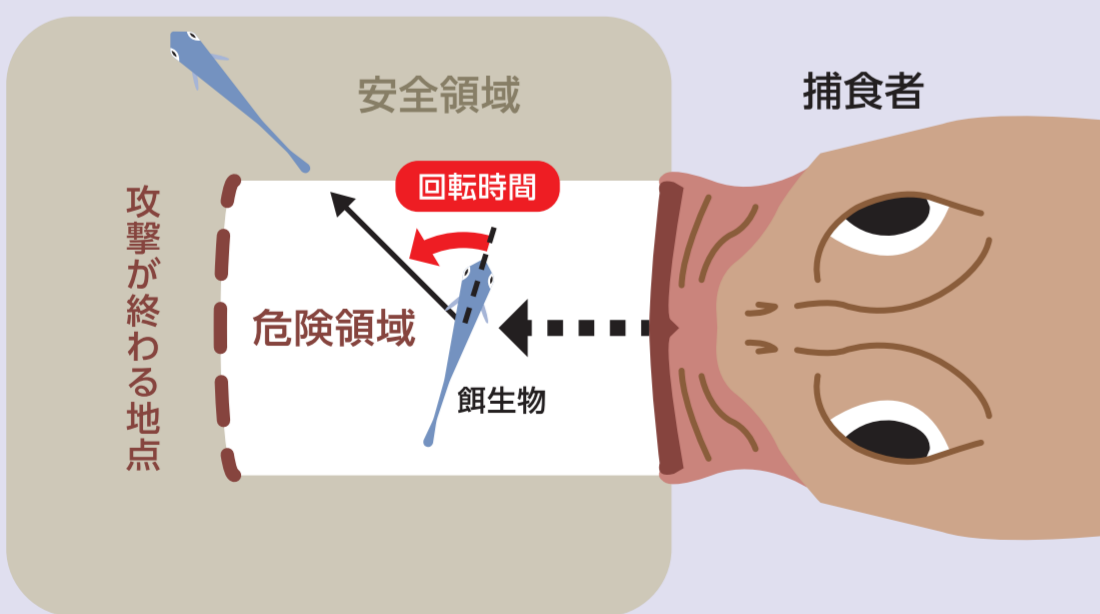 安全領域
捕食者
回転時間
攻撃が終わる地点
危険領域
餌生物